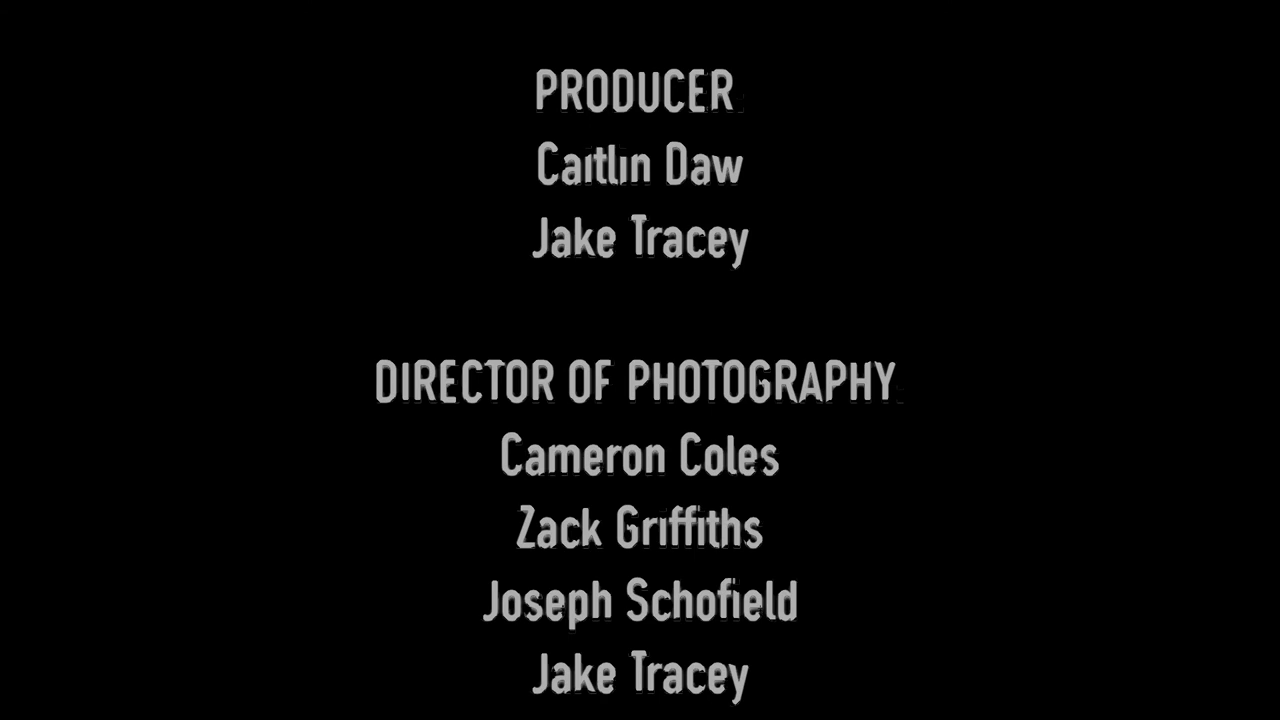 PRODUCER
Caitlin Daw
Jake Tracey
DIRECTOR OF PHOTOGRAPHY
Cameron Coles
Zack Griffiths
Joseph Schofield
Jake Tracey